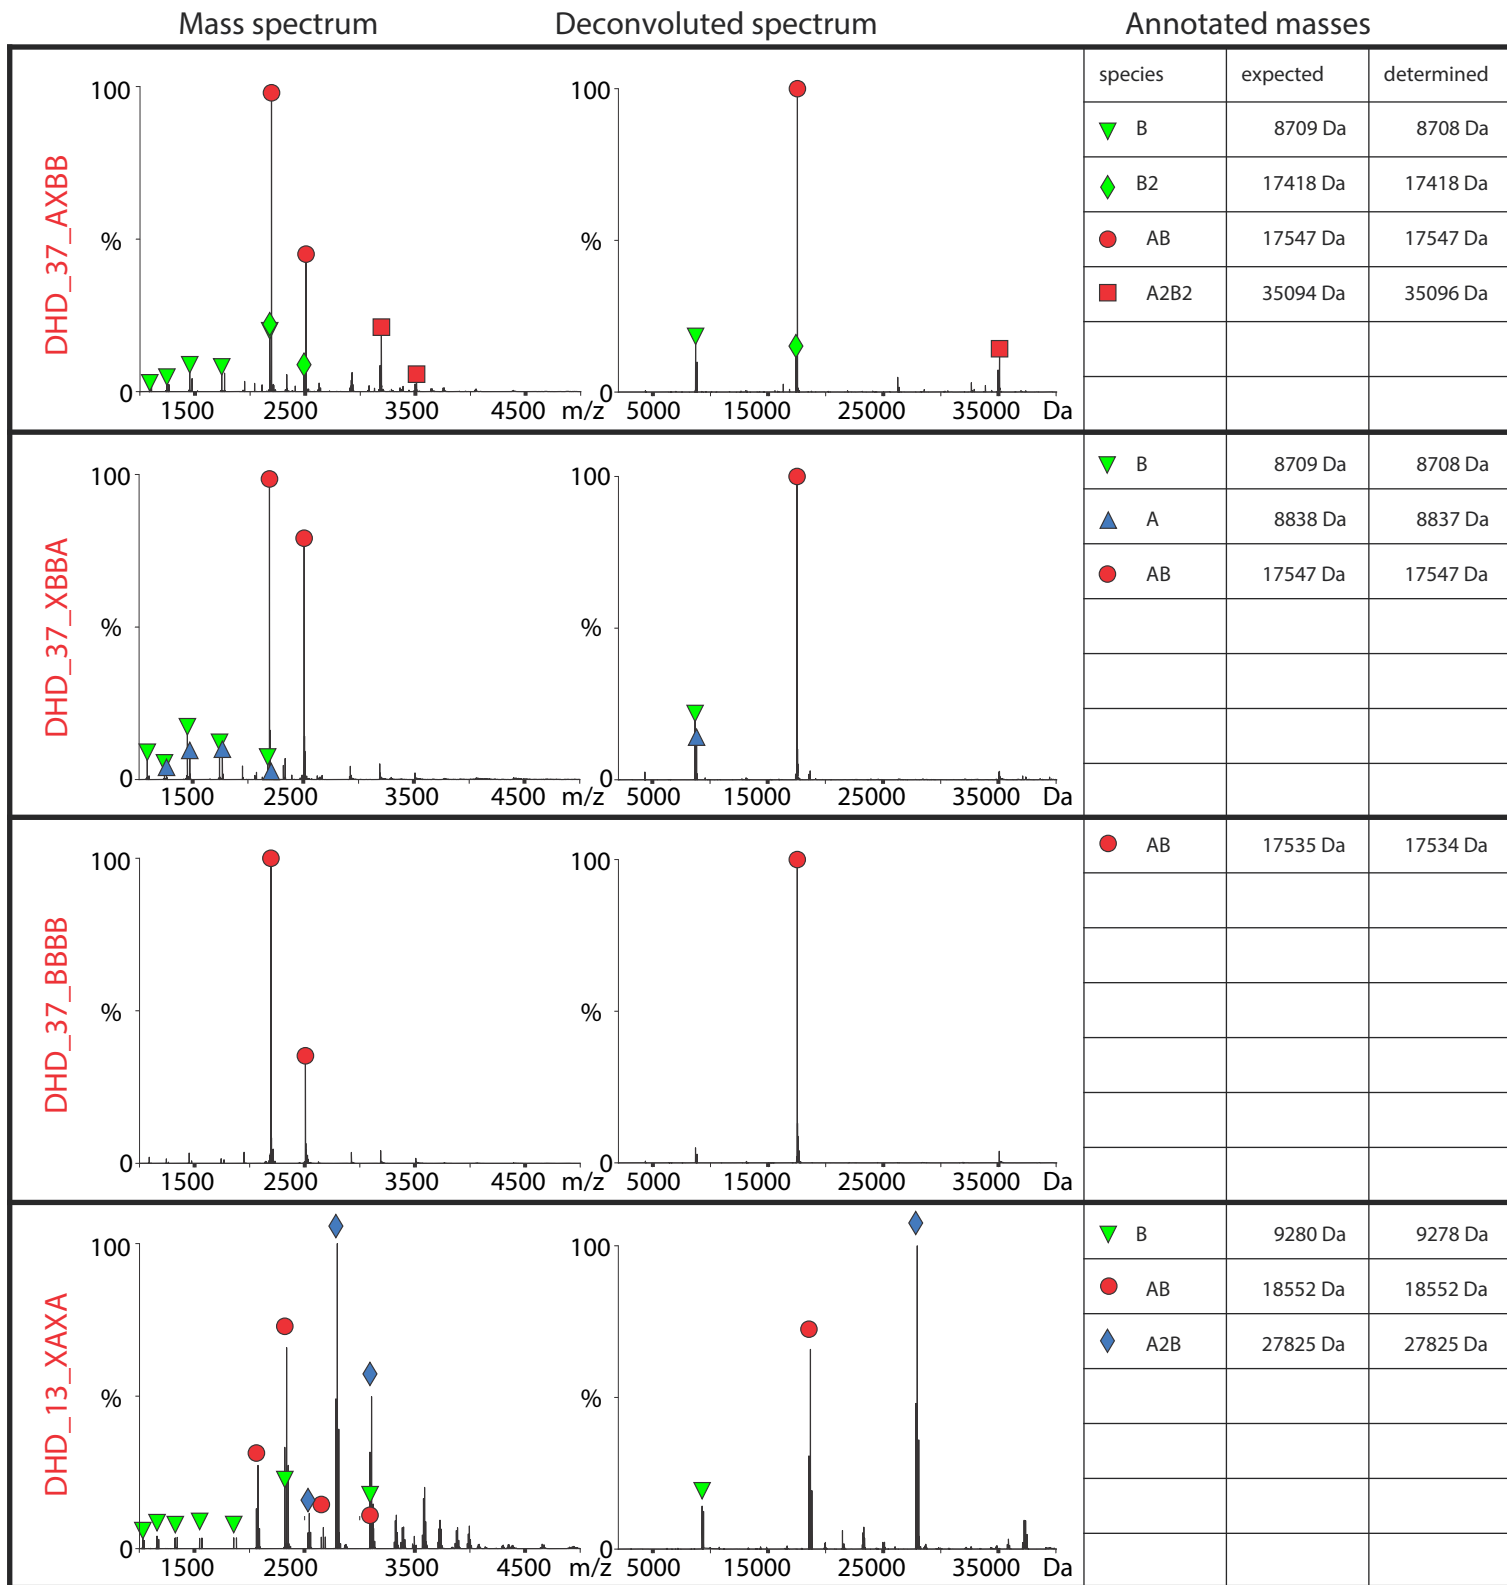 Mass spectrum Deconvoluted spectrum Annotated masses
DHD_37_AXBB
100
%
0
1500 2500 3500 4500 m/z
100
%
0
5000 15000 25000 35000 Da
species expected determined
B 8709 Da 8708 Da
B2 17418 Da 17418 Da
AB 17547 Da 17547 Da
A2B2 35094 Da 35096 Da
DHD_37_XBBA
100
%
0
1500 2500 3500 4500 m/z
100
%
0
5000 15000 25000 35000 Da
B 8709 Da 8708 Da
A 8838 Da 8837 Da
AB 17547 Da 17547 Da
DHD_37_BBBB
100
%
0
1500 2500 3500 4500 m/z
100
%
0
5000 15000 25000 35000 Da
AB 17535 Da 17534 Da
DHD_13_XAXA
100
%
0
1500 2500 3500 4500 m/z
100
%
0
5000 15000 25000 35000 Da
B 9280 Da 9278 Da
AB 18552 Da 18552 Da
A2B 27825 Da 27825 Da